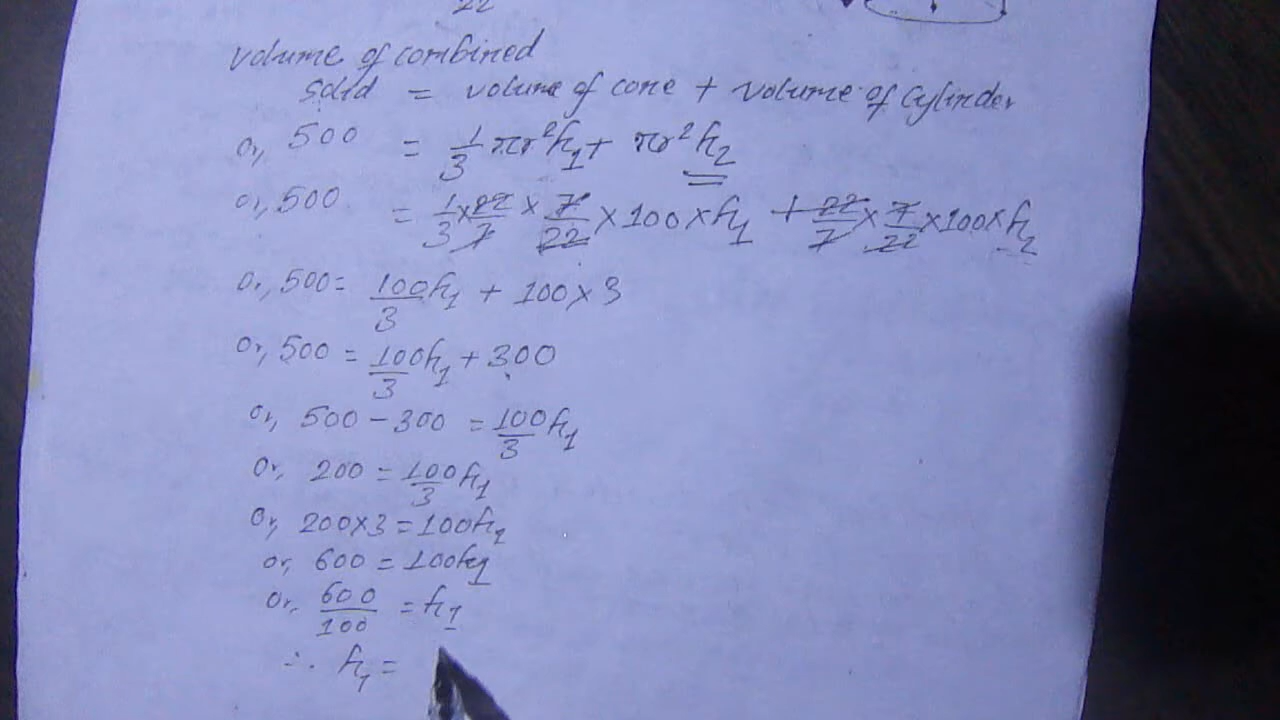 22
volume of combined
solid = volume of cone + volume of cylinder
or, 500 = 1/3 πr²h₁ + πr²h₂
or, 500 = 1/3 × 22/7 × 7/22 × 100 × h₁ + 22/7 × 7/22 × 100 × h₂
or, 500 = 100/3 h₁ + 100 × 3
or, 500 = 100/3 h₁ + 300
or, 500 - 300 = 100/3 h₁
or, 200 = 100/3 h₁
or, 200 × 3 = 100h₁
or, 600 = 100h₁
or, 600/100 = h₁
∴ h₁ =